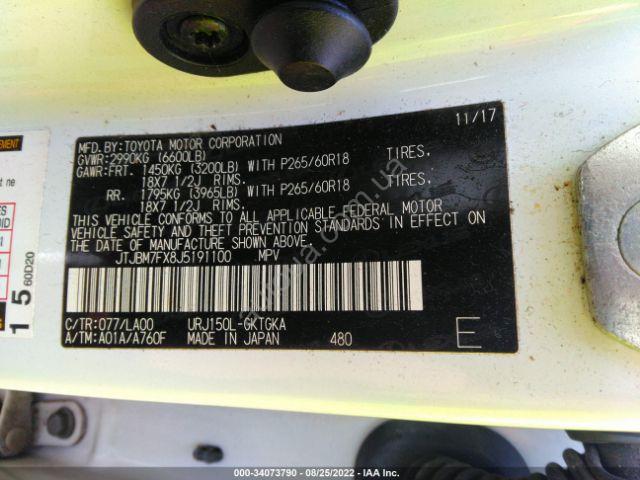 11/17
MFD.BY:TOYOTA MOTOR CORPORATION
GVWR:2990KG (6600LB)
GAWR:FRT. 1450KG (3200LB) WITH P265/60R18 TIRES.
18X7 1/2J RIMS.
RR. 1795KG (3965LB) WITH P265/60R18 TIRES.
18X7 1/2J RIMS.
THIS VEHICLE CONFORMS TO ALL APPLICABLE FEDERAL MOTOR
VEHICLE SAFETY AND THEFT PREVENTION STANDARDS IN EFFECT ON
THE DATE OF MANUFACTURE SHOWN ABOVE.
JTJBM7FX8J5191100 MPV
C/TR:077/LA00 URJ150L-GKTGKA
A/TM:A01A/A760F MADE IN JAPAN 480 E
1 5 60D20
000-34073790 - 08/25/2022 - IAA Inc.